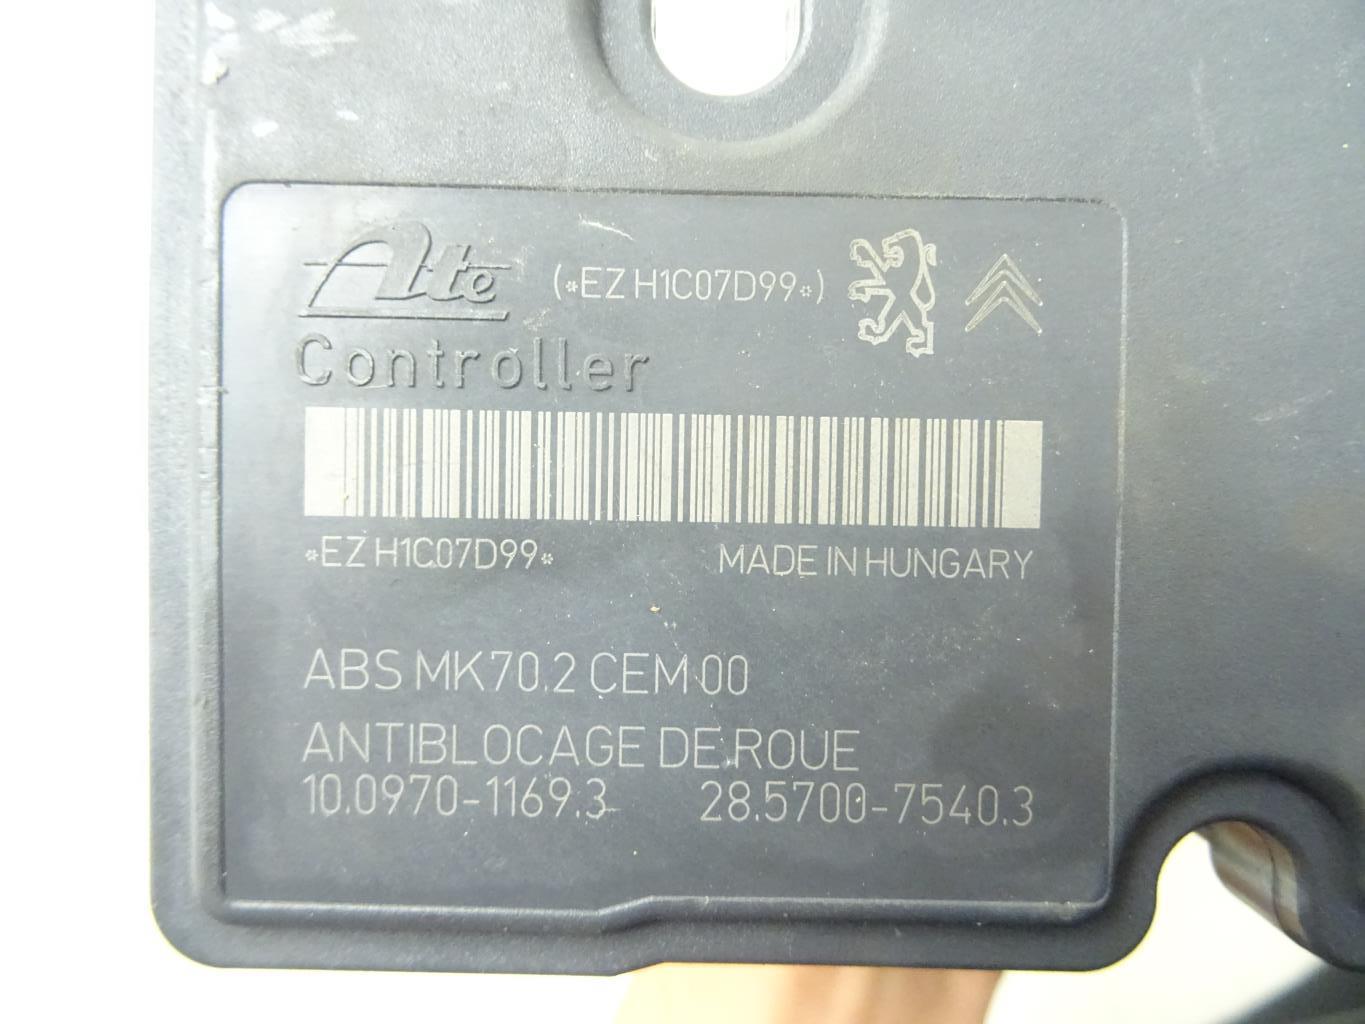 Ate (*EZ H1C07D99*)
Controller
*EZ H1C07D99* MADE IN HUNGARY
ABS MK70.2 CEM 00
ANTIBLOCAGE DE ROUE
10.0970-1169.3 28.5700-7540.3